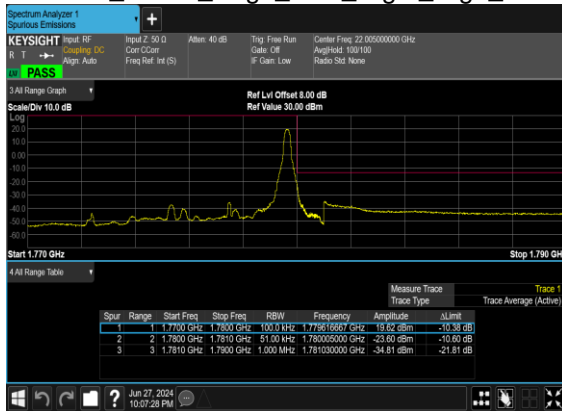 Spectrum Analyzer 1
Spurious Emissions
KEYSIGHT Input: RF Input Z: 50 Ω Atten: 40 dB Trig: Free Run Center Freq: 22.005000000 GHz
R T Coupling: DC Corr CCorr Gate: Off Avg|Hold: 100/100
Align: Auto Freq Ref: Int (S) IF Gain: Low Radio Std: None
PASS
3 All Range Graph
Ref Lvl Offset 8.00 dB
Scale/Div 10.0 dB Ref Value 30.00 dBm
Log
20.0
10.0
0.00
-10.0
-20.0
-30.0
-40.0
-50.0
-60.0
Start 1.770 GHz Stop 1.790 GH
4 All Range Table
Measure Trace Trace 1
Trace Type Trace Average (Active)
Spur Range Start Freq Stop Freq RBW Frequency Amplitude ΔLimit
1 1 1.7700 GHz 1.7800 GHz 100.0 kHz 1.779616667 GHz 19.62 dBm -10.38 dB
2 2 1.7800 GHz 1.7810 GHz 51.00 kHz 1.780005000 GHz -23.60 dBm -10.60 dB
3 3 1.7810 GHz 1.7900 GHz 1.000 MHz 1.781030000 GHz -34.81 dBm -21.81 dB
Jun 27, 2024
10:07:28 PM